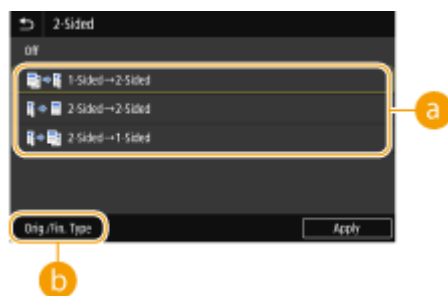 2-Sided
Off
1-Sided→2-Sided
2-Sided→2-Sided
2-Sided→1-Sided
a
Orig./Fin. Type
Apply
b